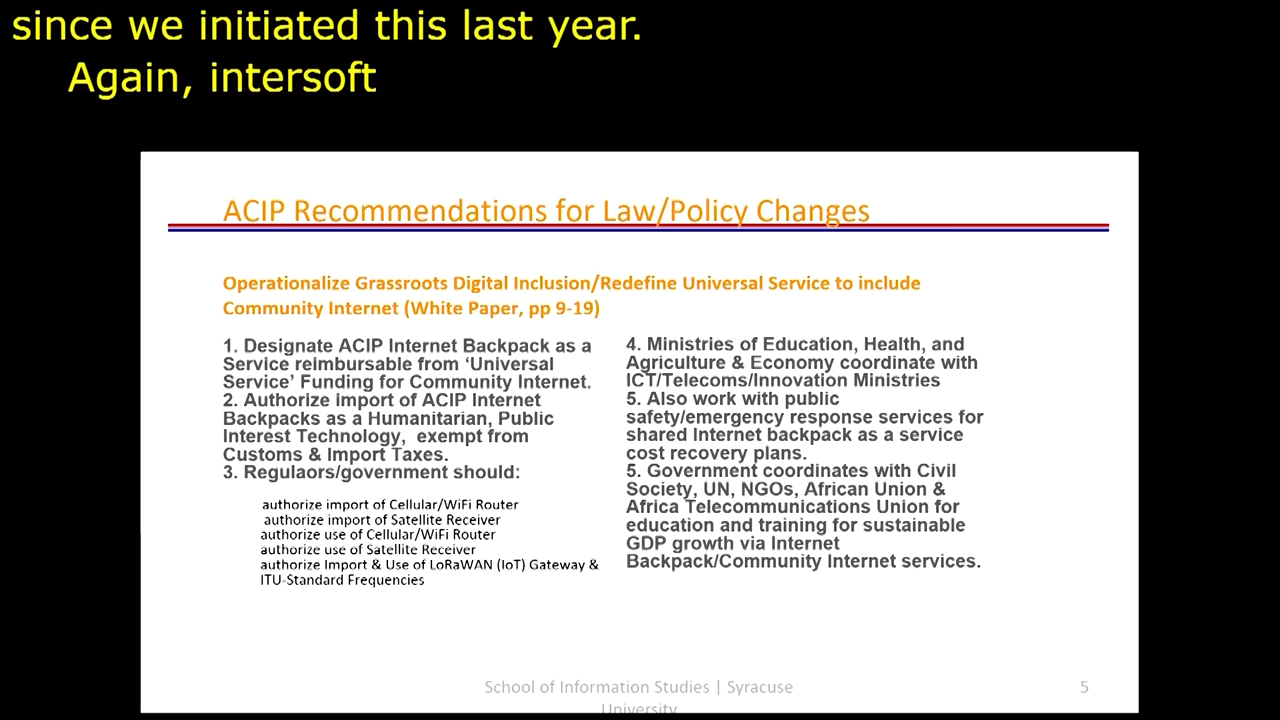 since we initiated this last year.
Again, intersoft
ACIP Recommendations for Law/Policy Changes
Operationalize Grassroots Digital Inclusion/Redefine Universal Service to include
Community Internet (White Paper, pp 9-19)
1. Designate ACIP Internet Backpack as a
Service reimbursable from ‘Universal
Service’ Funding for Community Internet.
2. Authorize import of ACIP Internet
Backpacks as a Humanitarian, Public
Interest Technology, exempt from
Customs & Import Taxes.
3. Regulaors/government should:
authorize import of Cellular/WiFi Router
authorize import of Satellite Receiver
authorize use of Cellular/WiFi Router
authorize use of Satellite Receiver
authorize Import & Use of LoRaWAN (IoT) Gateway &
ITU-Standard Frequencies
4. Ministries of Education, Health, and
Agriculture & Economy coordinate with
ICT/Telecoms/Innovation Ministries
5. Also work with public
safety/emergency response services for
shared Internet backpack as a service
cost recovery plans.
5. Government coordinates with Civil
Society, UN, NGOs, African Union &
Africa Telecommunications Union for
education and training for sustainable
GDP growth via Internet
Backpack/Community Internet services.
School of Information Studies | Syracuse
University
5